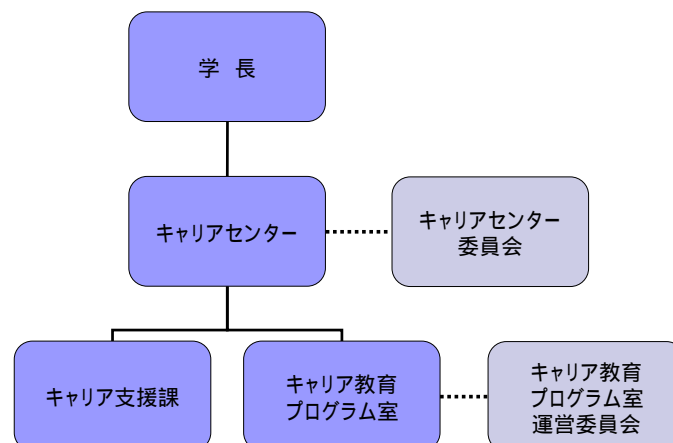 学 長
キャリアセンター
キャリアセンター
委員会
キャリア支援課
キャリア教育
プログラム室
キャリア教育
プログラム室
運営委員会